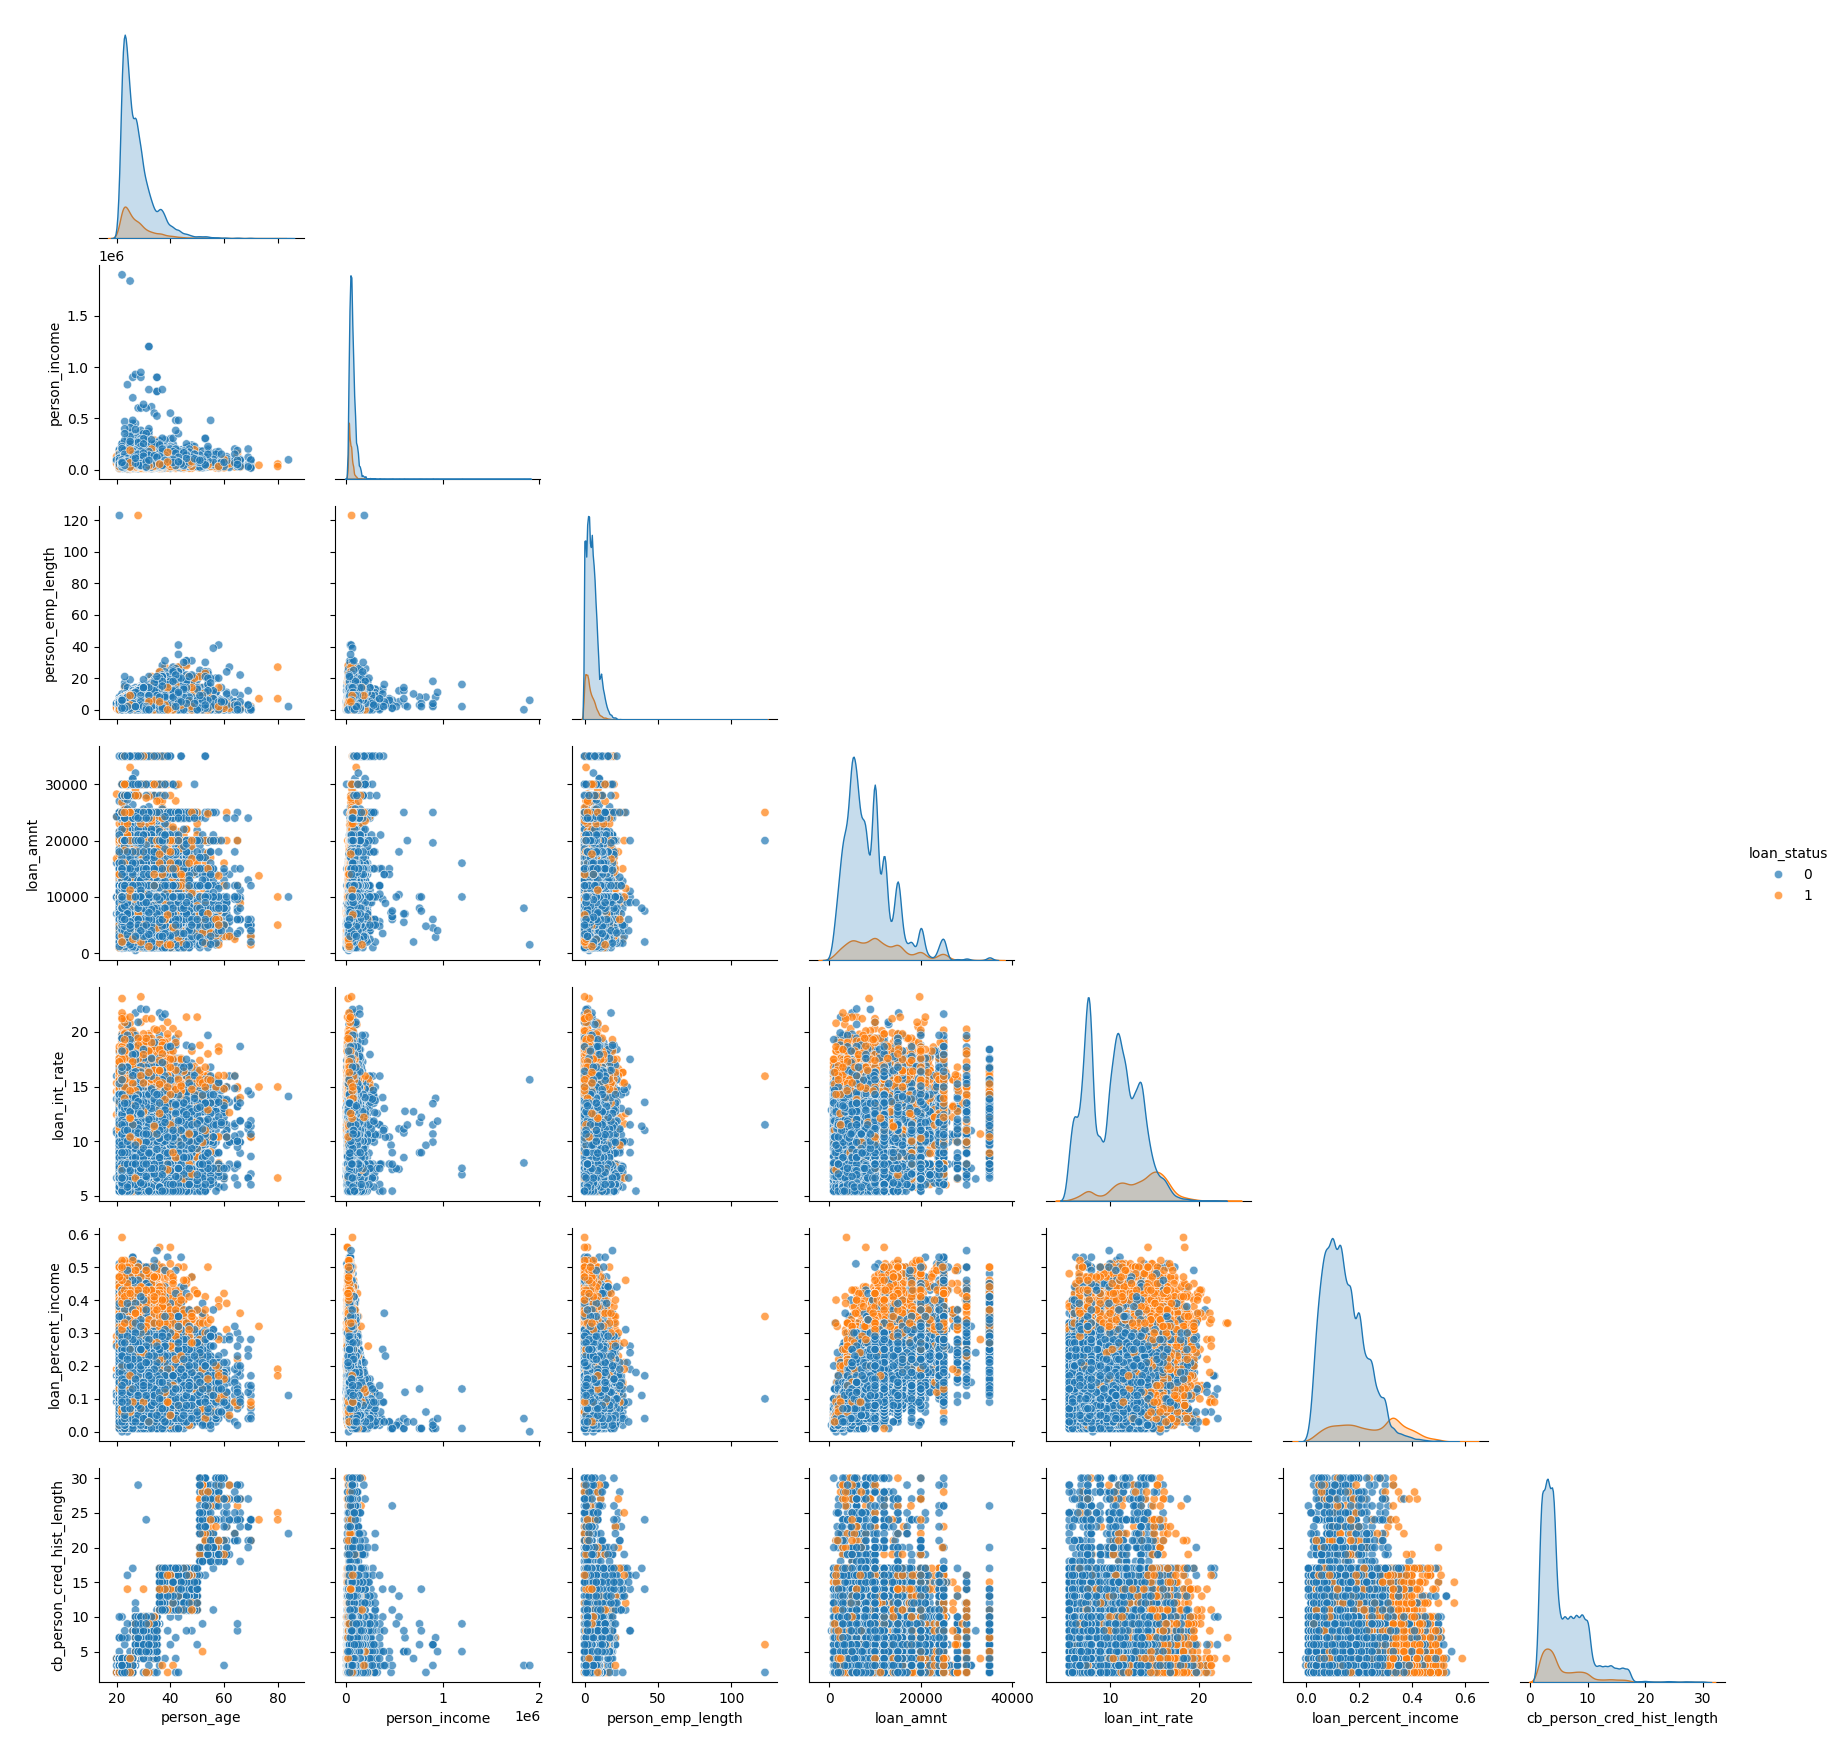 1e6
person_income
1.5
1.0
0.5
0.0
person_emp_length
120
100
80
60
40
20
0
loan_amnt
30000
20000
10000
0
loan_status
0
1
loan_int_rate
20
15
10
5
loan_percent_income
0.6
0.5
0.4
0.3
0.2
0.1
0.0
cb_person_cred_hist_length
30
25
20
15
10
5
20 40 60 80
person_age
0 1 2
1e6
person_income
0 50 100
person_emp_length
0 20000 40000
loan_amnt
10 20
loan_int_rate
0.0 0.2 0.4 0.6
loan_percent_income
0 10 20 30
cb_person_cred_hist_length